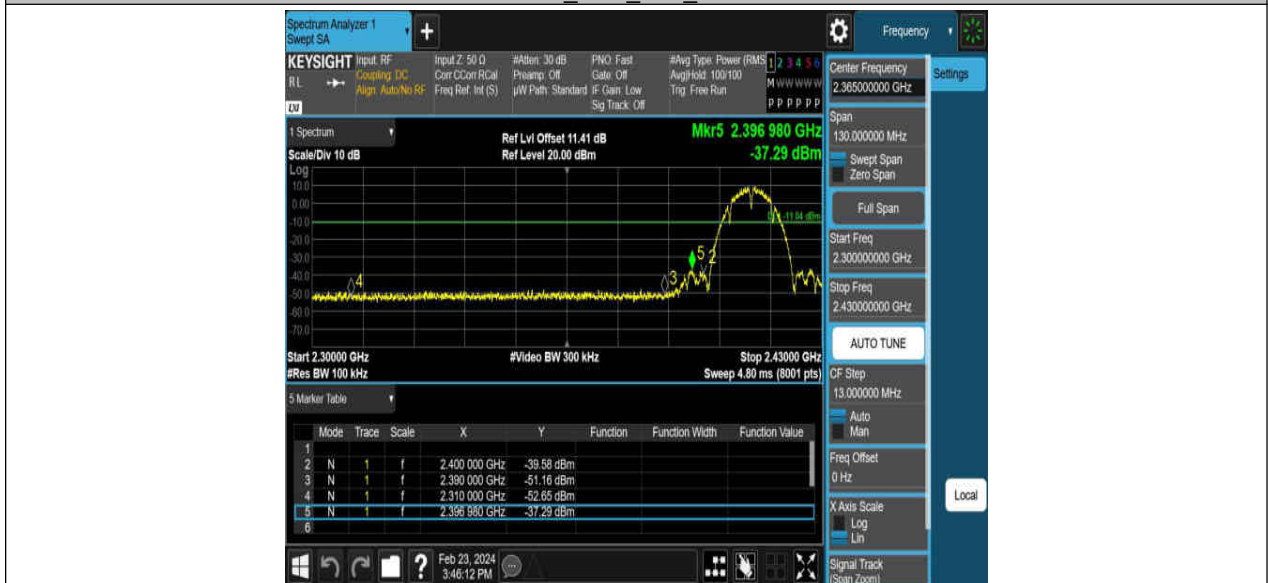 Spectrum Analyzer 1
Swept SA
+
Frequency
KEYSIGHT
RL
LXI
Input: RF
Coupling: DC
Align: Auto/No RF
Input Z: 50 Ω
Corr CCorr RCal
Freq Ref: Int (S)
#Atten: 30 dB
Preamp: Off
µW Path: Standard
PNO: Fast
Gate: Off
IF Gain: Low
Sig Track: Off
#Avg Type: Power (RMS
Avg|Hold: 100/100
Trig: Free Run
1 2 3 4 5 6
M W W W W W
P P P P P P
1 Spectrum
Scale/Div 10 dB
Ref Lvl Offset 11.41 dB
Ref Level 20.00 dBm
Mkr5 2.396 980 GHz
-37.29 dBm
Log
10.0
0.00
-10.0
-20.0
-30.0
-40.0
-50.0
-60.0
-70.0
-11.04 dBm
4
3
5
2
Start 2.30000 GHz
#Res BW 100 kHz
#Video BW 300 kHz
Stop 2.43000 GHz
Sweep 4.80 ms (8001 pts)
5 Marker Table
Mode Trace Scale X Y Function Function Width Function Value
1
2 N 1 f 2.400 000 GHz -39.58 dBm
3 N 1 f 2.390 000 GHz -51.16 dBm
4 N 1 f 2.310 000 GHz -52.65 dBm
5 N 1 f 2.396 980 GHz -37.29 dBm
6
?
Feb 23, 2024
3:46:12 PM
Center Frequency
2.365000000 GHz
Settings
Span
130.000000 MHz
Swept Span
Zero Span
Full Span
Start Freq
2.300000000 GHz
Stop Freq
2.430000000 GHz
AUTO TUNE
CF Step
13.000000 MHz
Auto
Man
Freq Offset
0 Hz
X Axis Scale
Log
Lin
Local
Signal Track
(Span Zoom)